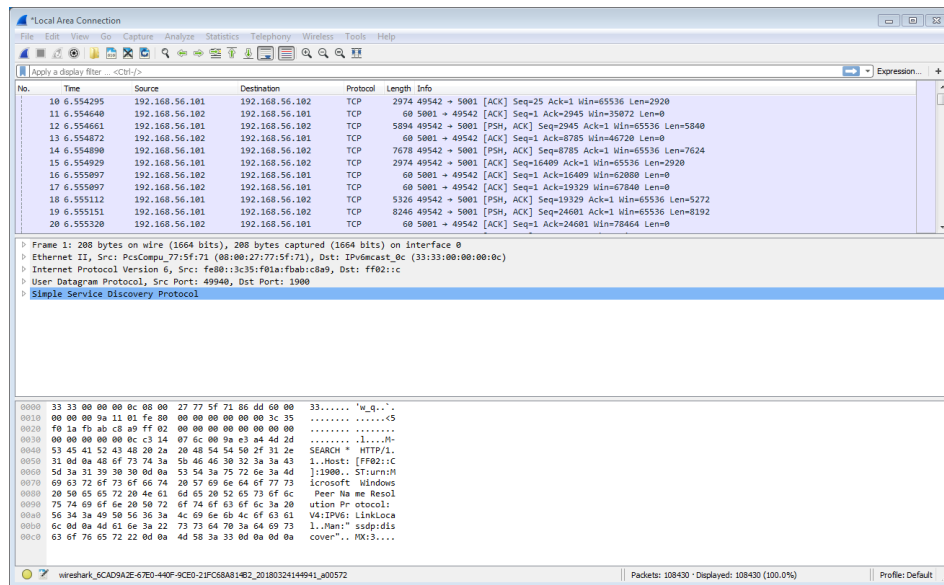 *Local Area Connection
File Edit View Go Capture Analyze Statistics Telephony Wireless Tools Help
Apply a display filter ... <Ctrl-/> Expression... +
No. Time Source Destination Protocol Length Info
10 6.554295 192.168.56.101 192.168.56.102 TCP 2974 49542 → 5001 [ACK] Seq=25 Ack=1 Win=65536 Len=2920
11 6.554640 192.168.56.102 192.168.56.101 TCP 60 5001 → 49542 [ACK] Seq=1 Ack=2945 Win=35072 Len=0
12 6.554661 192.168.56.101 192.168.56.102 TCP 5894 49542 → 5001 [PSH, ACK] Seq=2945 Ack=1 Win=65536 Len=5840
13 6.554872 192.168.56.102 192.168.56.101 TCP 60 5001 → 49542 [ACK] Seq=1 Ack=8785 Win=46720 Len=0
14 6.554890 192.168.56.101 192.168.56.102 TCP 7678 49542 → 5001 [PSH, ACK] Seq=8785 Ack=1 Win=65536 Len=7624
15 6.554929 192.168.56.101 192.168.56.102 TCP 2974 49542 → 5001 [ACK] Seq=16409 Ack=1 Win=65536 Len=2920
16 6.555097 192.168.56.102 192.168.56.101 TCP 60 5001 → 49542 [ACK] Seq=1 Ack=16409 Win=62080 Len=0
17 6.555097 192.168.56.102 192.168.56.101 TCP 60 5001 → 49542 [ACK] Seq=1 Ack=19329 Win=67840 Len=0
18 6.555112 192.168.56.101 192.168.56.102 TCP 5326 49542 → 5001 [PSH, ACK] Seq=19329 Ack=1 Win=65536 Len=5272
19 6.555151 192.168.56.101 192.168.56.102 TCP 8246 49542 → 5001 [PSH, ACK] Seq=24601 Ack=1 Win=65536 Len=8192
20 6.555320 192.168.56.102 192.168.56.101 TCP 60 5001 → 49542 [ACK] Seq=1 Ack=24601 Win=78464 Len=0
Frame 1: 208 bytes on wire (1664 bits), 208 bytes captured (1664 bits) on interface 0
Ethernet II, Src: PcsCompu_77:5f:71 (08:00:27:77:5f:71), Dst: IPv6mcast_0c (33:33:00:00:00:0c)
Internet Protocol Version 6, Src: fe80::3c35:f01a:fbab:c8a9, Dst: ff02::c
User Datagram Protocol, Src Port: 49940, Dst Port: 1900
Simple Service Discovery Protocol
0000 33 33 00 00 00 0c 08 00 27 77 5f 71 86 dd 60 00 33...... 'w_q..`.
0010 00 00 00 9a 11 01 fe 80 00 00 00 00 00 00 3c 35 ........ ......<5
0020 f0 1a fb ab c8 a9 ff 02 00 00 00 00 00 00 00 00 ........ ........
0030 00 00 00 00 00 0c c3 14 07 6c 00 9a e3 a4 4d 2d ........ .l....M-
0040 53 45 41 52 43 48 20 2a 20 48 54 54 50 2f 31 2e SEARCH * HTTP/1.
0050 31 0d 0a 48 6f 73 74 3a 5b 46 46 30 32 3a 3a 43 1..Host: [FF02::C
0060 5d 3a 31 39 30 30 0d 0a 53 54 3a 75 72 6e 3a 4d ]:1900.. ST:urn:M
0070 69 63 72 6f 73 6f 66 74 20 57 69 6e 64 6f 77 73 icrosoft Windows
0080 20 50 65 65 72 20 4e 61 6d 65 20 52 65 73 6f 6c Peer Na me Resol
0090 75 74 69 6f 6e 20 50 72 6f 74 6f 63 6f 6c 3a 20 ution Pr otocol:
00a0 56 34 3a 49 50 56 36 3a 4c 69 6e 6b 4c 6f 63 61 V4:IPV6: LinkLoca
00b0 6c 0d 0a 4d 61 6e 3a 22 73 73 64 70 3a 64 69 73 l..Man:" ssdp:dis
00c0 63 6f 76 65 72 22 0d 0a 4d 58 3a 33 0d 0a 0d 0a cover".. MX:3....
wireshark_6CAD9A2E-67E0-440F-9CE0-21FC68A814B2_20180324144941_a00572 Packets: 108430 · Displayed: 108430 (100.0%) Profile: Default